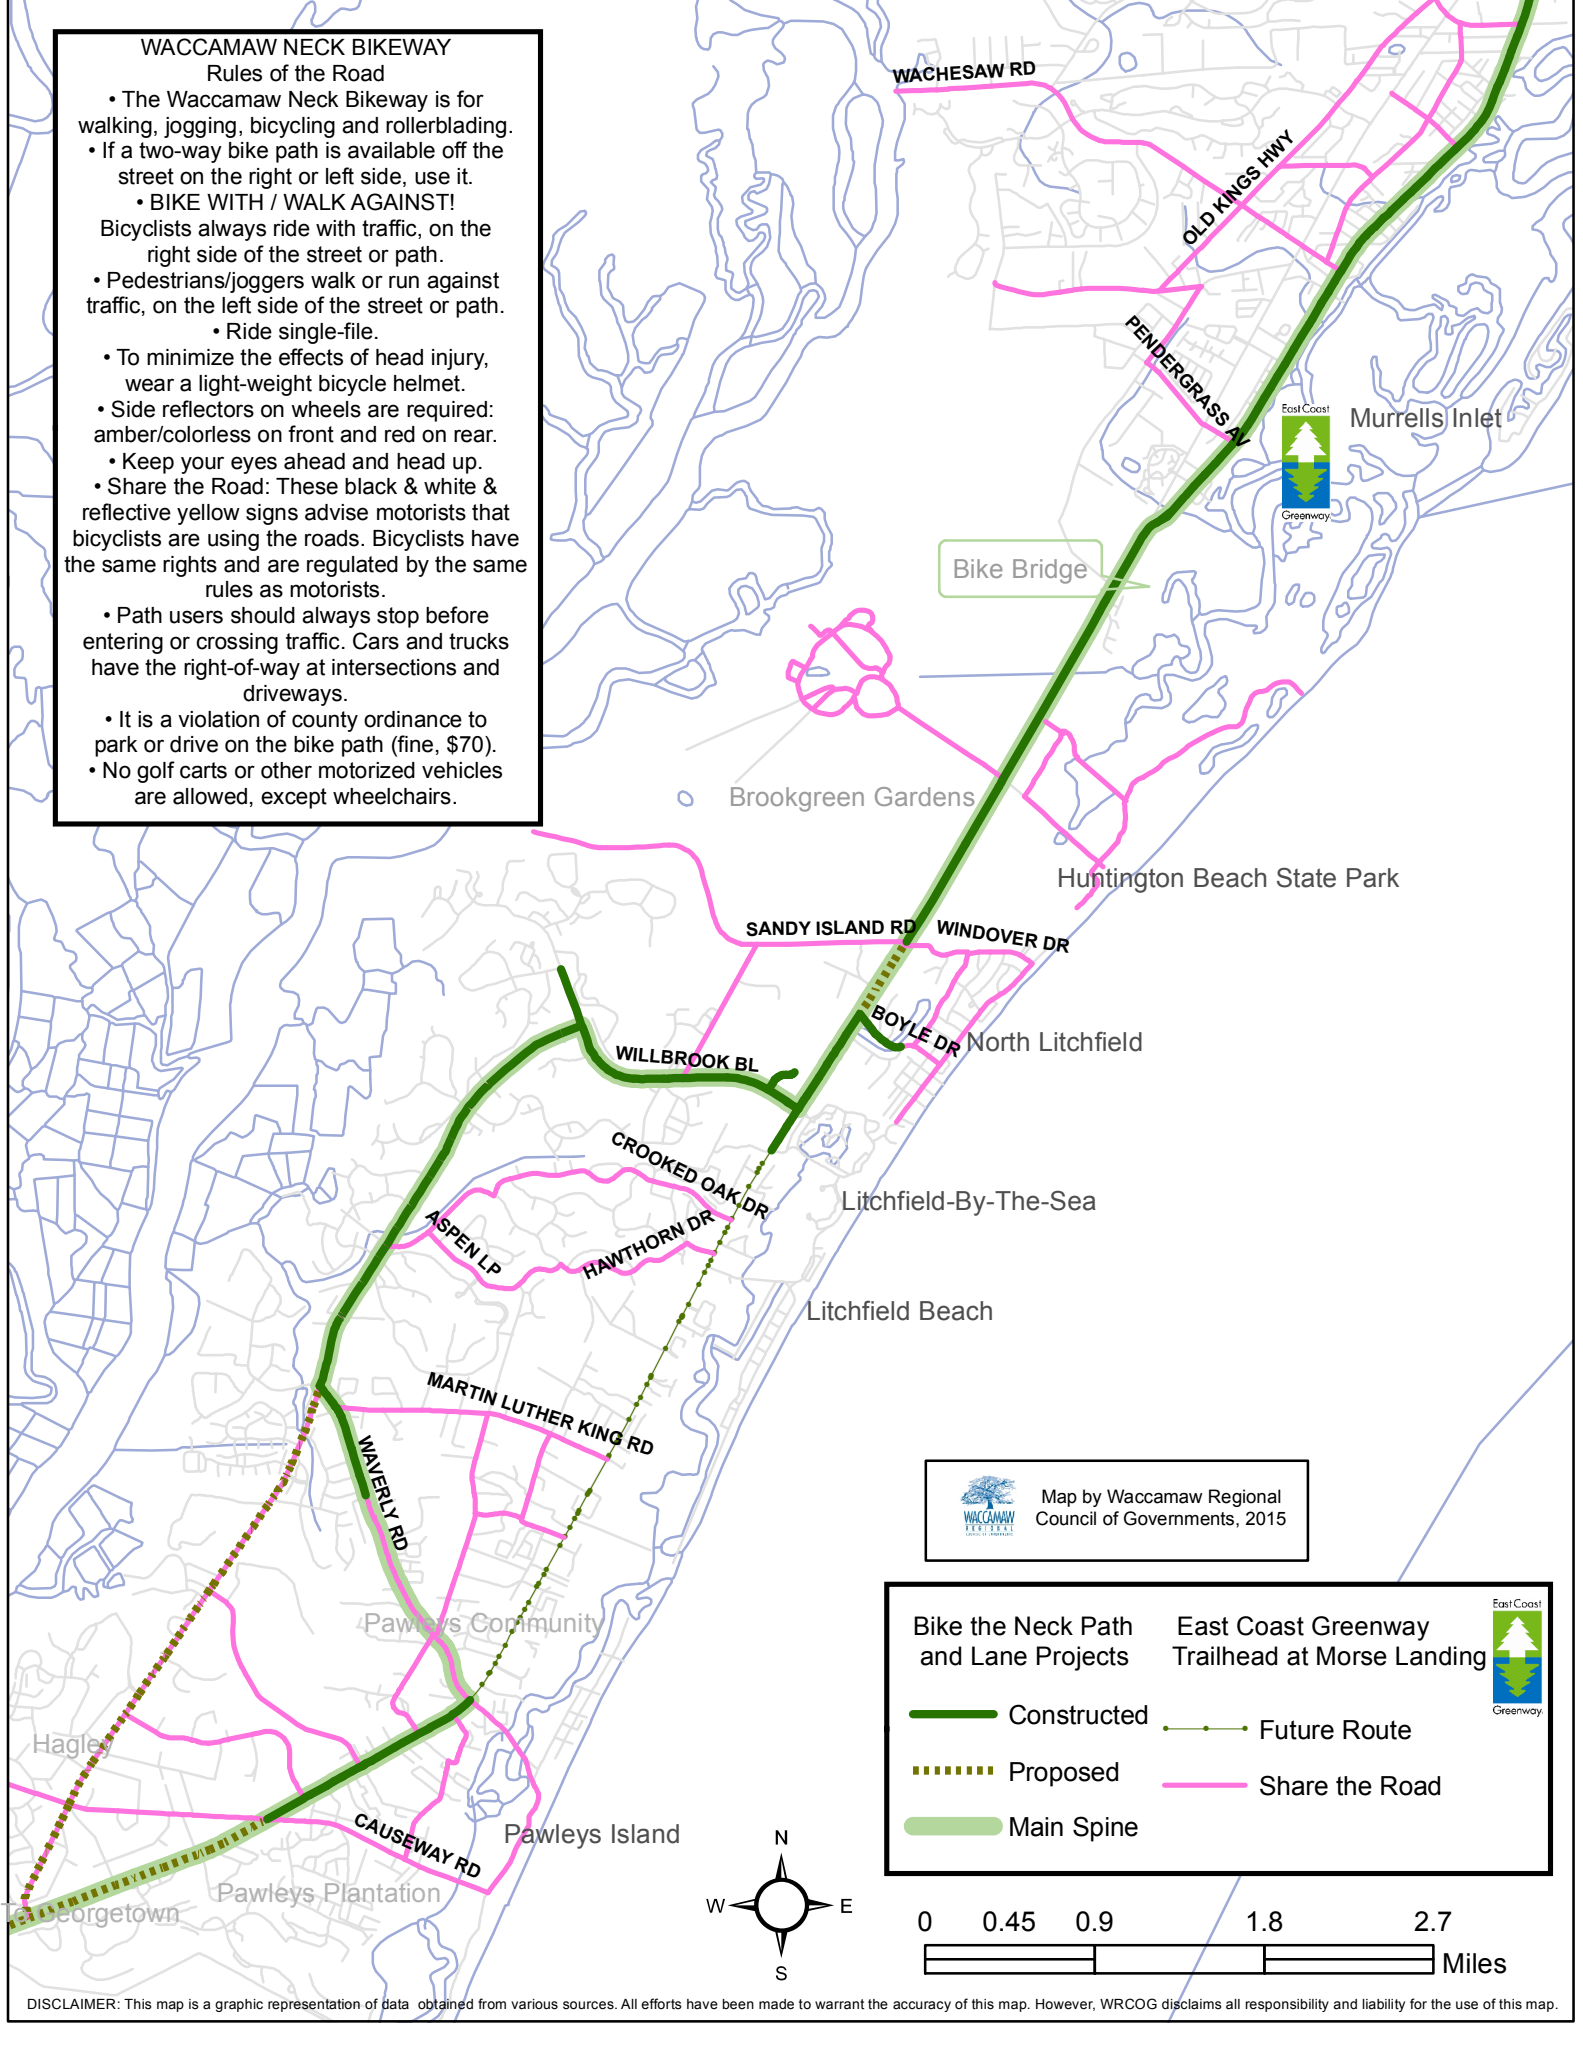 WACCAMAW NECK BIKEWAY
Rules of the Road
• The Waccamaw Neck Bikeway is for
walking, jogging, bicycling and rollerblading.
• If a two-way bike path is available off the
street on the right or left side, use it.
• BIKE WITH / WALK AGAINST!
Bicyclists always ride with traffic, on the
right side of the street or path.
• Pedestrians/joggers walk or run against
traffic, on the left side of the street or path.
• Ride single-file.
• To minimize the effects of head injury,
wear a light-weight bicycle helmet.
• Side reflectors on wheels are required:
amber/colorless on front and red on rear.
• Keep your eyes ahead and head up.
• Share the Road: These black & white &
reflective yellow signs advise motorists that
bicyclists are using the roads. Bicyclists have
the same rights and are regulated by the same
rules as motorists.
• Path users should always stop before
entering or crossing traffic. Cars and trucks
have the right-of-way at intersections and
driveways.
• It is a violation of county ordinance to
park or drive on the bike path (fine, $70).
• No golf carts or other motorized vehicles
are allowed, except wheelchairs.
WACHESAW RD
OLD KINGS HWY
PENDERGRASS AV
East Coast
Greenway
Murrells Inlet
Bike Bridge
Brookgreen Gardens
Huntington Beach State Park
SANDY ISLAND RD
WINDOVER DR
BOYLE DR
North Litchfield
WILLBROOK BL
CROOKED OAK DR
Litchfield-By-The-Sea
ASPEN LP
HAWTHORN DR
Litchfield Beach
MARTIN LUTHER KING RD
WAVERLY RD
Pawleys Community
Hagley
CAUSEWAY RD
Pawleys Island
Pawleys Plantation
To Georgetown
WACCAMAW
REGIONAL
Map by Waccamaw Regional
Council of Governments, 2015
Bike the Neck Path
and Lane Projects
East Coast Greenway
Trailhead at Morse Landing
East Coast
Greenway
Constructed
Future Route
Proposed
Share the Road
Main Spine
N
W
E
S
0 0.45 0.9 1.8 2.7
Miles
DISCLAIMER: This map is a graphic representation of data obtained from various sources. All efforts have been made to warrant the accuracy of this map. However, WRCOG disclaims all responsibility and liability for the use of this map.